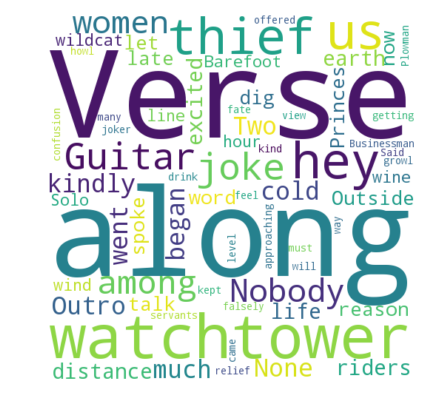 offered
women
thief
us
howl
wildcat
let
late
Barefoot
earth
now
Plowman
Verse
excited
dig
Princes
confusion
many
line
Two
view
getting
joker
hour
fate
Businessman
Guitar
joke
hey
kind
Said
growl
kindly
cold
wine
Solo
went
spoke
began
word
drink
feel
Outside
along
wind
among
Nobody
level
approaching
must
way
will
Outro
talk
kept
life
reason
servants
falsely
watchtower
distance
much
came
relief
None
riders